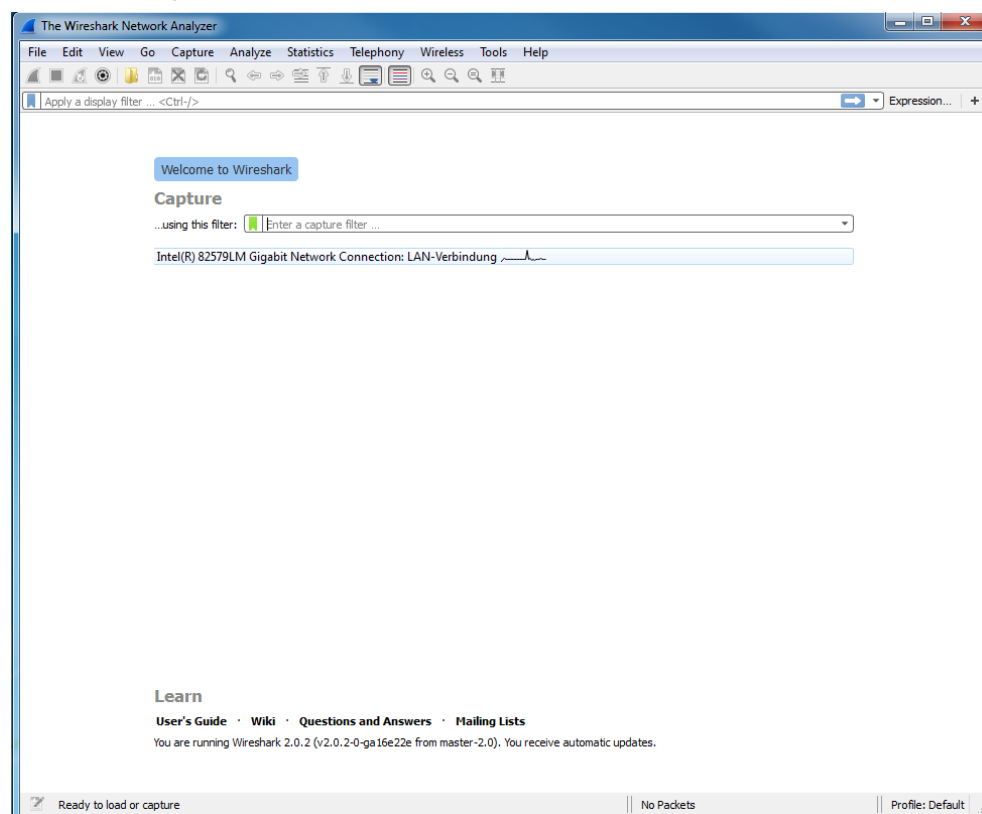 The Wireshark Network Analyzer
File Edit View Go Capture Analyze Statistics Telephony Wireless Tools Help
Apply a display filter ... <Ctrl-/> Expression... +
Welcome to Wireshark
Capture
...using this filter: Enter a capture filter ...
Intel(R) 82579LM Gigabit Network Connection: LAN-Verbindung
Learn
User's Guide · Wiki · Questions and Answers · Mailing Lists
You are running Wireshark 2.0.2 (v2.0.2-0-ga16e22e from master-2.0). You receive automatic updates.
Ready to load or capture No Packets Profile: Default